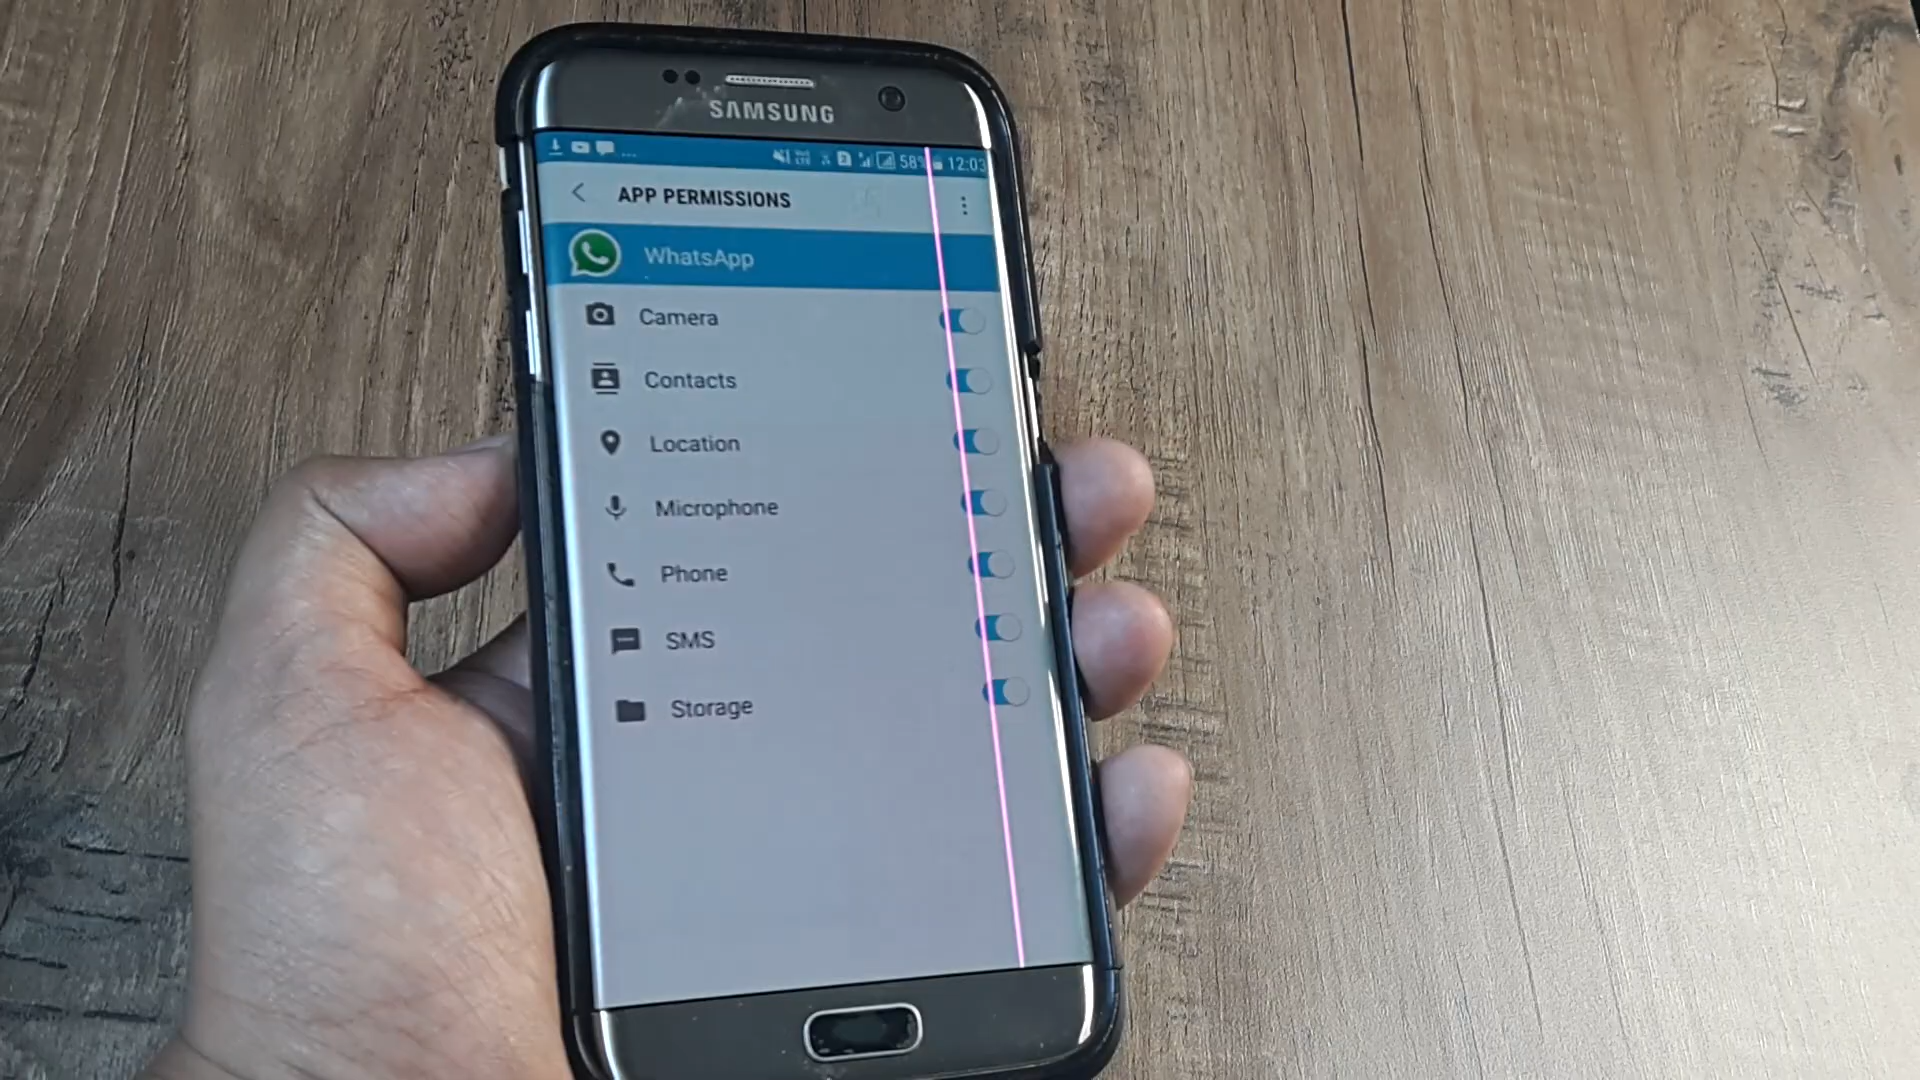 SAMSUNG
58% 12:03
APP PERMISSIONS
WhatsApp
Camera
Contacts
Location
Microphone
Phone
SMS
Storage